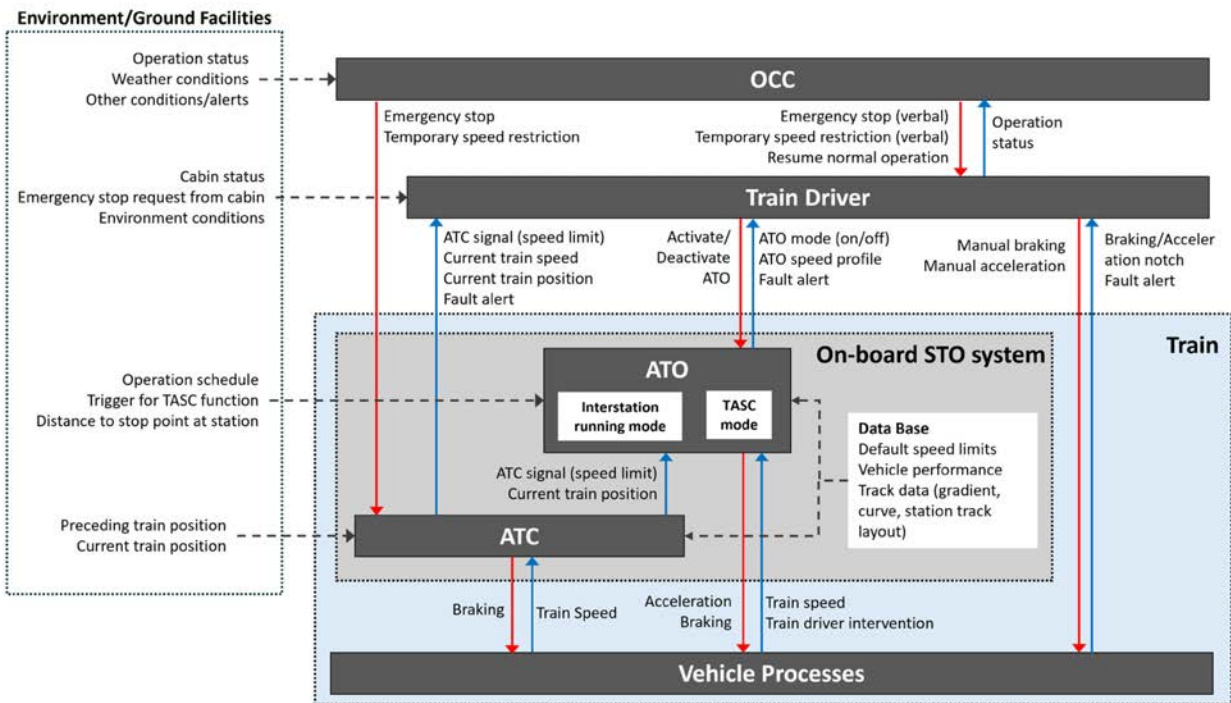 Environment/Ground Facilities
Operation status
Weather conditions
Other conditions/alerts
OCC
Emergency stop
Temporary speed restriction
Emergency stop (verbal)
Temporary speed restriction (verbal)
Resume normal operation
Operation
status
Cabin status
Emergency stop request from cabin
Environment conditions
Train Driver
ATC signal (speed limit)
Current train speed
Current train position
Fault alert
Activate/
Deactivate
ATO
ATO mode (on/off)
ATO speed profile
Fault alert
Manual braking
Manual acceleration
Braking/Acceler
ation notch
Fault alert
On-board STO system
Train
Operation schedule
Trigger for TASC function
Distance to stop point at station
ATO
Interstation
running mode
TASC
mode
Data Base
Default speed limits
Vehicle performance
Track data (gradient,
curve, station track
layout)
ATC signal (speed limit)
Current train position
Preceding train position
Current train position
ATC
Braking
Train Speed
Acceleration
Braking
Train speed
Train driver intervention
Vehicle Processes